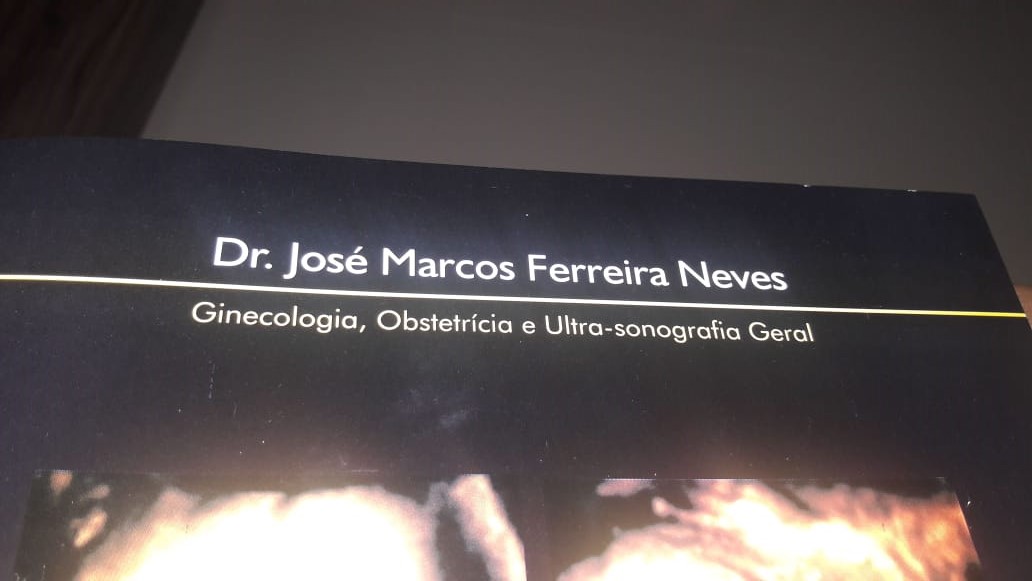 Dr. José Marcos Ferreira Neves
Ginecologia, Obstetrícia e Ultra-sonografia Geral